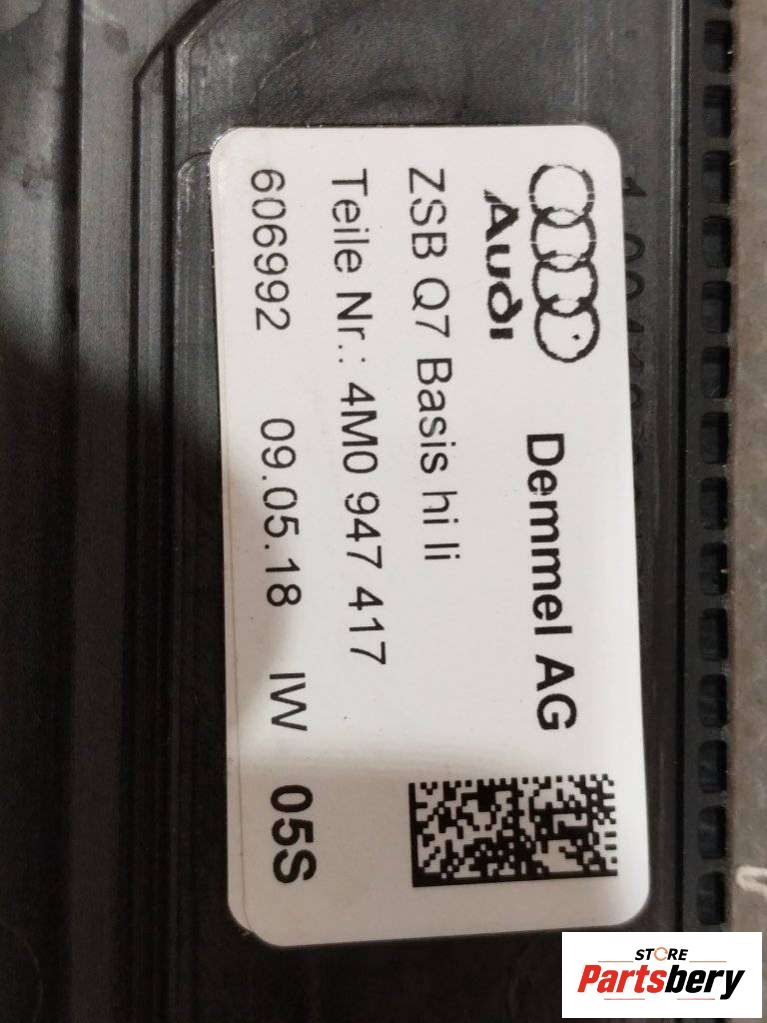 Audi Demmel AG
ZSB Q7 Basis hi li
Teile Nr.: 4M0 947 417
606992 09.05.18 IW 05S
STORE
Partsbery